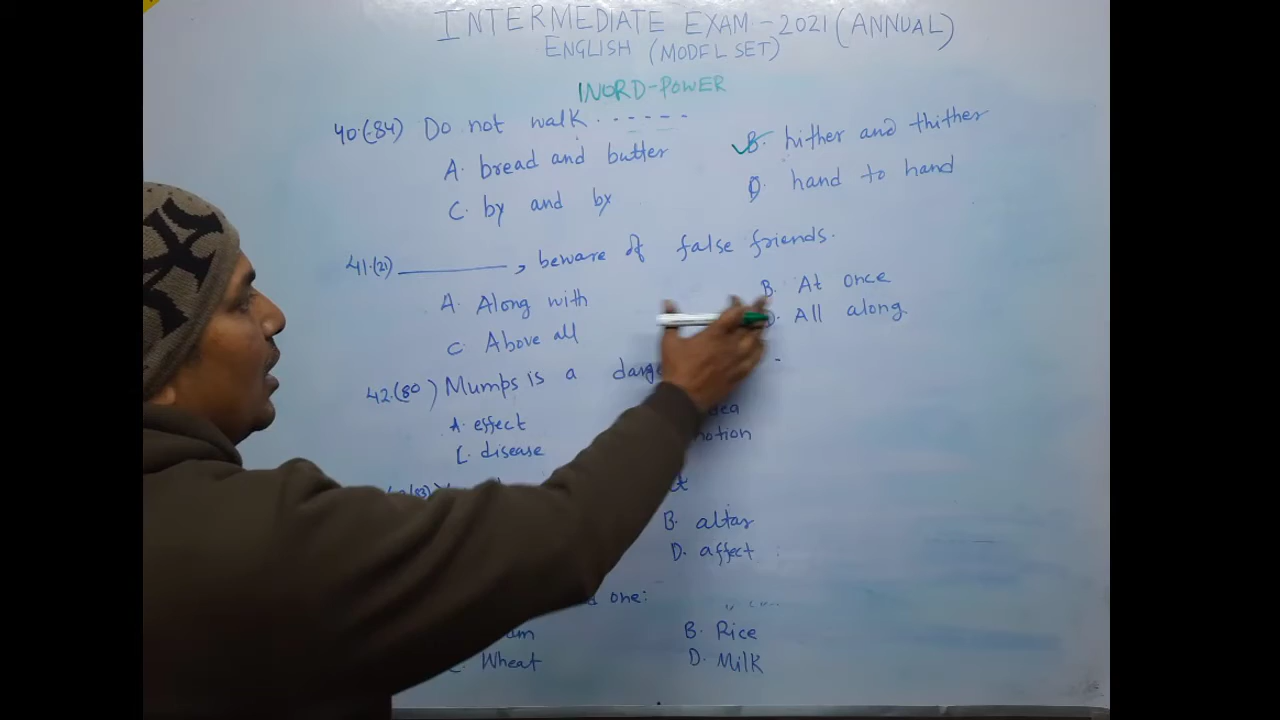 INTERMEDIATE EXAM - 2021 (ANNUAL)
ENGLISH (MODEL SET)
WORD-POWER
40.(84) Do not walk ------
A. bread and butter B. hither and thither
C. by and by D. hand to hand
41.(21) ________, beware of false friends.
A. Along with B. At once
C. Above all D. All along.
42.(80) Mumps is a
A. effect
C. disease
B. altar
D. affect
one:
B. Rice
Wheat D. Milk